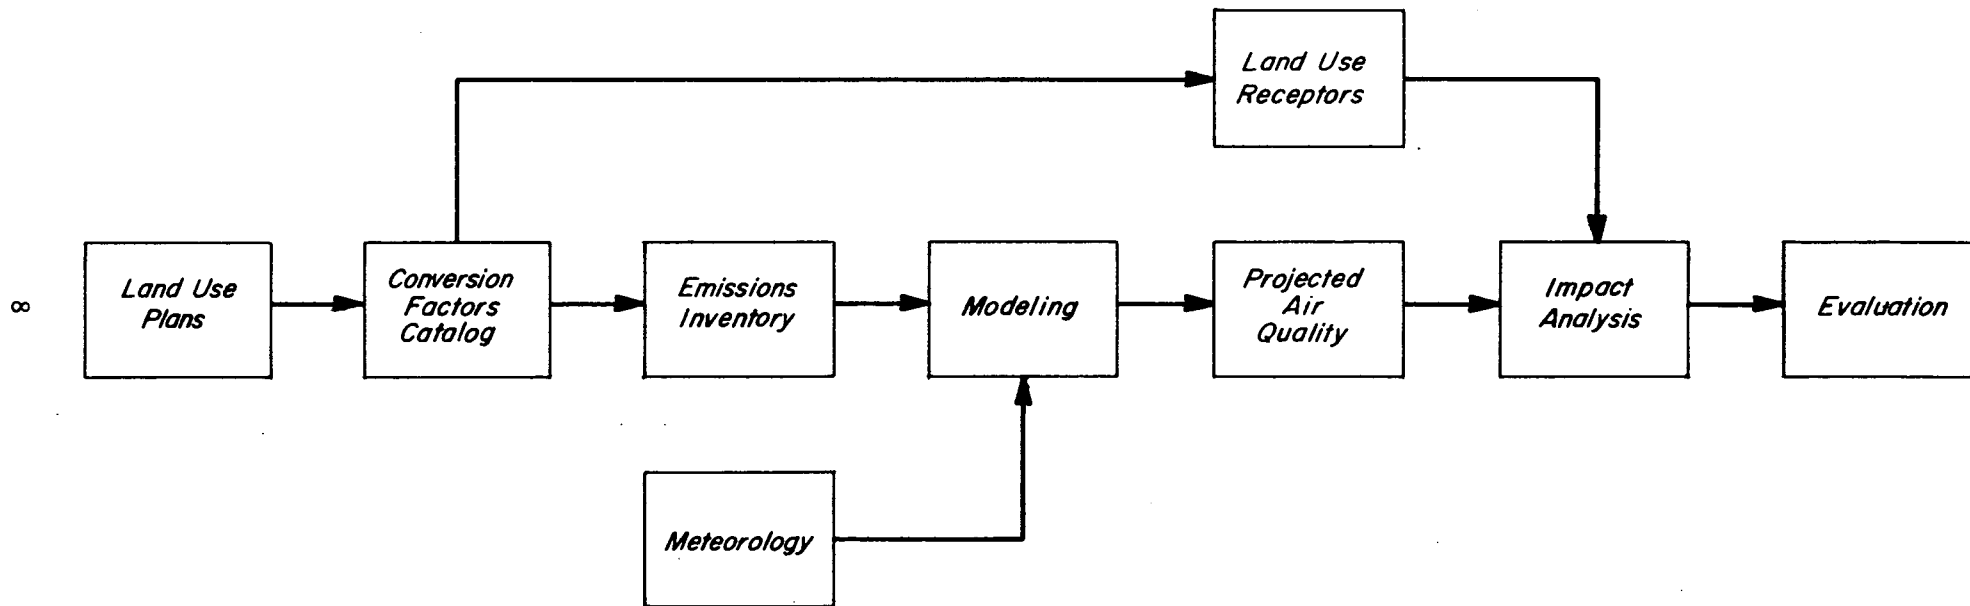 Land Use
Receptors
8
Land Use
Plans
Conversion
Factors
Catalog
Emissions
Inventory
Modeling
Projected
Air
Quality
Impact
Analysis
Evaluation
Meteorology